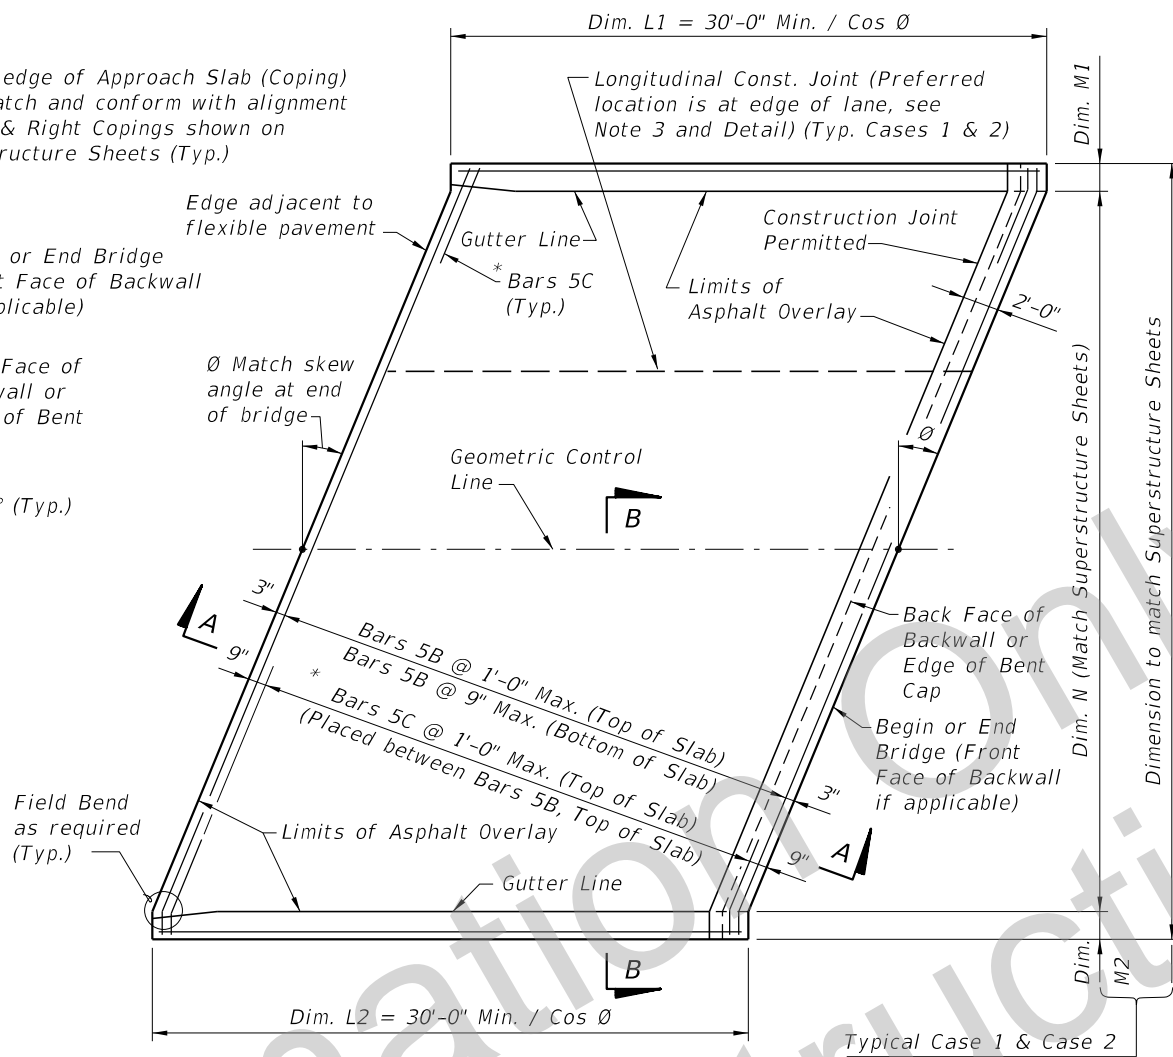 Dim. L1 = 30'-0" Min. / Cos Ø
edge of Approach Slab (Coping)
atch and conform with alignment
& Right Copings shown on
ructure Sheets (Typ.)
Longitudinal Const. Joint (Preferred
location is at edge of lane, see
Note 3 and Detail) (Typ. Cases 1 & 2)
Dim. M1
Edge adjacent to
flexible pavement
Gutter Line
* Bars 5C
(Typ.)
Construction Joint
Permitted
Limits of
Asphalt Overlay
2'-0"
or End Bridge
t Face of Backwall
plicable)
Face of
wall or
of Bent
° (Typ.)
Ø Match skew
angle at end
of bridge
Ø
Geometric Control
Line
B
Dim. N (Match Superstructure Sheets)
Dimension to match Superstructure Sheets
A
3"
9"
Bars 5B @ 1'-0" Max. (Top of Slab)
Bars 5B @ 9" Max. (Bottom of Slab)
* Bars 5C @ 1'-0" Max. (Top of Slab)
(Placed between Bars 5B, Top of Slab)
3"
9"
A
Back Face of
Backwall or
Edge of Bent
Cap
Begin or End
Bridge (Front
Face of Backwall
if applicable)
Field Bend
as required
(Typ.)
Limits of Asphalt Overlay
Gutter Line
B
Dim. L2 = 30'-0" Min. / Cos Ø
Dim.
M2
Typical Case 1 & Case 2
mation Onl
tructi